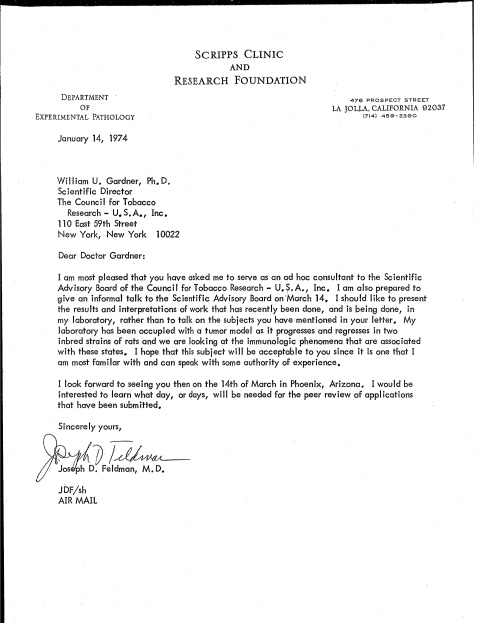 SCRIPPS CLINIC
AND
RESEARCH FOUNDATION
DEPARTMENT
OF
EXPERIMENTAL PATHOLOGY
476 PROSPECT STREET
LA JOLLA, CALIFORNIA 92037
(714) 459-2390
January 14, 1974
William U. Gardner, Ph.D.
Scientific Director
The Council for Tobacco
Research - U.S.A., Inc.
110 East 59th Street
New York, New York 10022
Dear Doctor Gardner:
I am most pleased that you have asked me to serve as an ad hoc consultant to the Scientific
Advisory Board of the Council for Tobacco Research - U.S.A., Inc. I am also prepared to
give an informal talk to the Scientific Advisory Board on March 14. I should like to present
the results and interpretations of work that has recently been done, and is being done, in
my laboratory, rather than to talk on the subjects you have mentioned in your letter. My
laboratory has been occupied with a tumor model as it progresses and regresses in two
inbred strains of rats and we are looking at the immunologic phenomena that are associated
with these states. I hope that this subject will be acceptable to you since it is one that I
am most familar with and can speak with some authority of experience.
I look forward to seeing you then on the 14th of March in Phoenix, Arizona. I would be
interested to learn what day, or days, will be needed for the peer review of applications
that have been submitted.
Sincerely yours,
Joseph D Feldman
Joseph D. Feldman, M.D.
JDF/sh
AIR MAIL